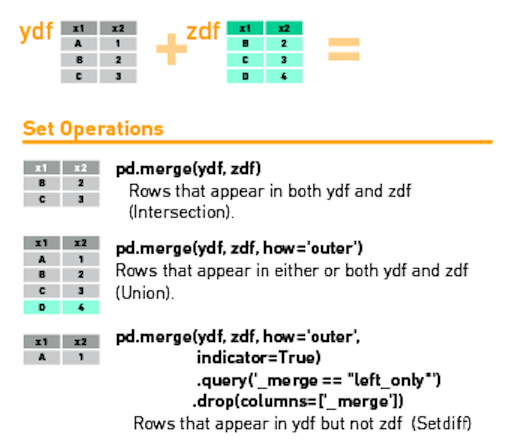 ydf x1 x2 + zdf x1 x2 =
A 1 B 2
B 2 C 3
C 3 D 4
Set Operations
x1 x2
B 2
C 3
pd.merge(ydf, zdf)
Rows that appear in both ydf and zdf
(Intersection).
x1 x2
A 1
B 2
C 3
D 4
pd.merge(ydf, zdf, how='outer')
Rows that appear in either or both ydf and zdf
(Union).
x1 x2
A 1
pd.merge(ydf, zdf, how='outer',
indicator=True)
.query('_merge == "left_only"')
.drop(columns=['_merge'])
Rows that appear in ydf but not zdf (Setdiff)